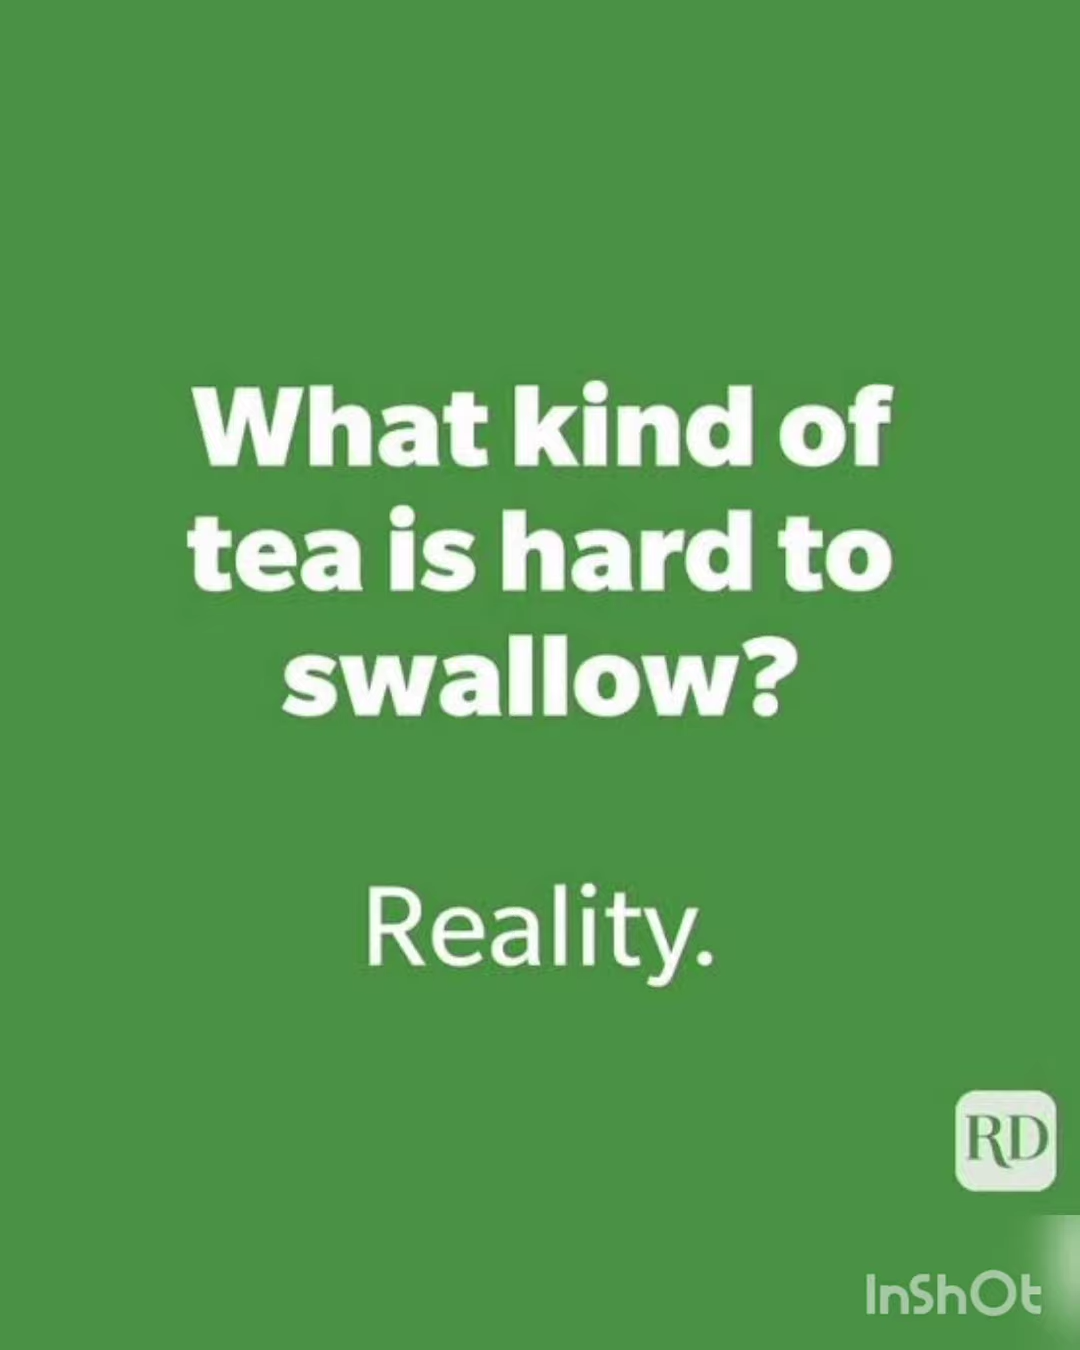 What kind of
tea is hard to
swallow?
Reality.
RD
InShOt